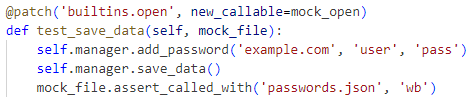 @patch('builtins.open', new_callable=mock_open)
def test_save_data(self, mock_file):
    self.manager.add_password('example.com', 'user', 'pass')
    self.manager.save_data()
    mock_file.assert_called_with('passwords.json', 'wb')